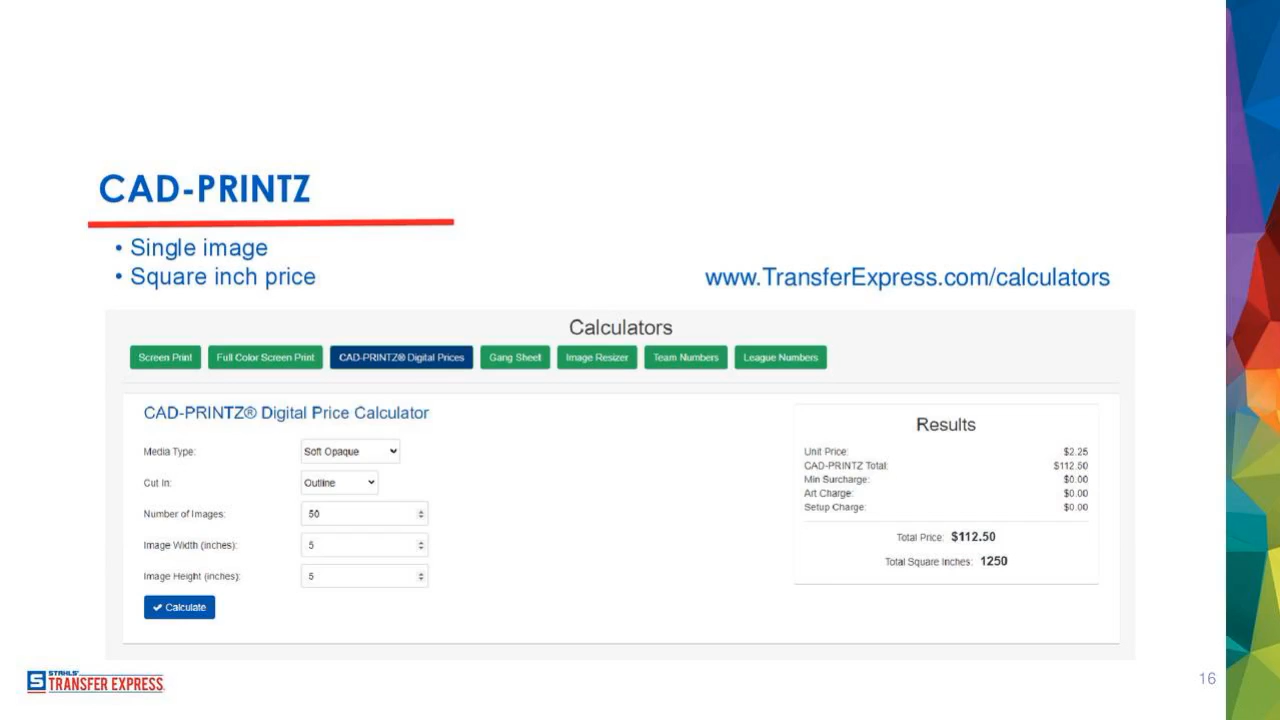 CAD-PRINTZ
• Single image
• Square inch price
www.TransferExpress.com/calculators
Calculators
Screen Print Full Color Screen Print CAD-PRINTZ® Digital Prices Gang Sheet Image Resizer Team Numbers League Numbers
CAD-PRINTZ® Digital Price Calculator
Media Type: Soft Opaque
Cut In: Outline
Number of Images: 50
Image Width (inches): 5
Image Height (inches): 5
✔ Calculate
Results
Unit Price: $2.25
CAD-PRINTZ Total: $112.50
Min Surcharge: $0.00
Art Charge: $0.00
Setup Charge: $0.00
Total Price: $112.50
Total Square Inches: 1250
S STAHLS'
TRANSFER EXPRESS
16